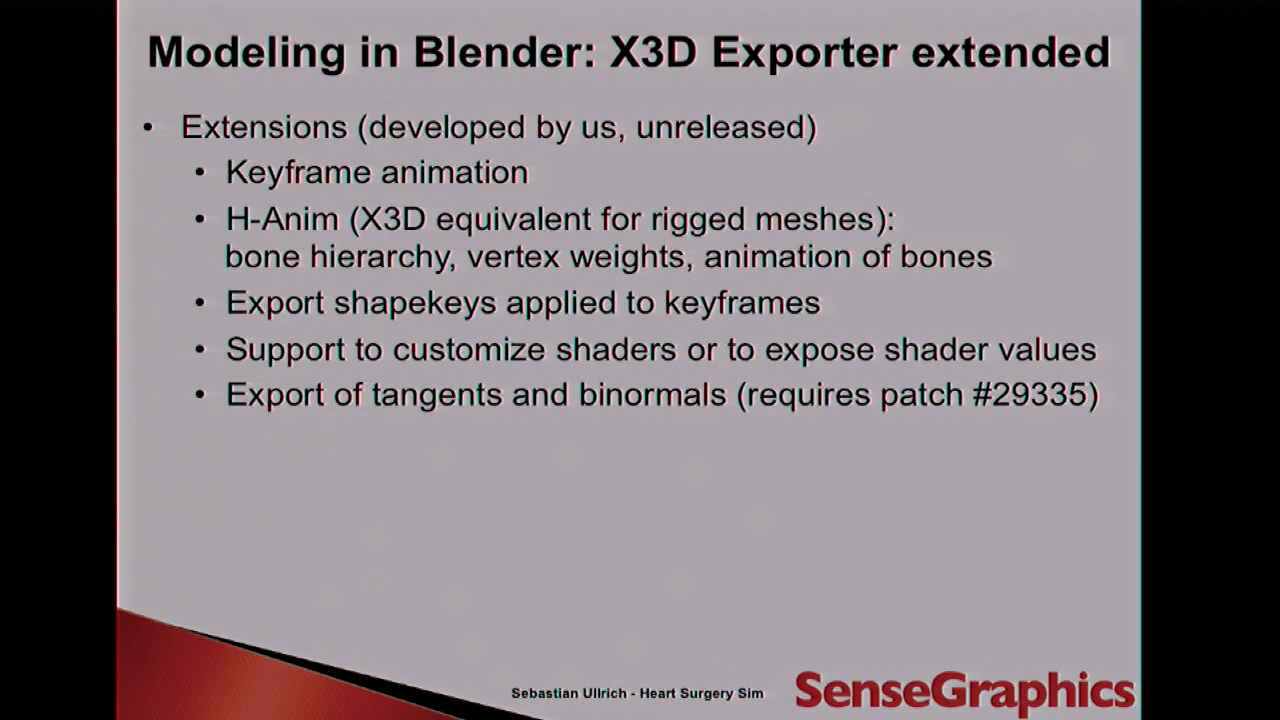 Modeling in Blender: X3D Exporter extended
• Extensions (developed by us, unreleased)
• Keyframe animation
• H-Anim (X3D equivalent for rigged meshes):
bone hierarchy, vertex weights, animation of bones
• Export shapekeys applied to keyframes
• Support to customize shaders or to expose shader values
• Export of tangents and binormals (requires patch #29335)
Sebastian Ullrich - Heart Surgery Sim
SenseGraphics